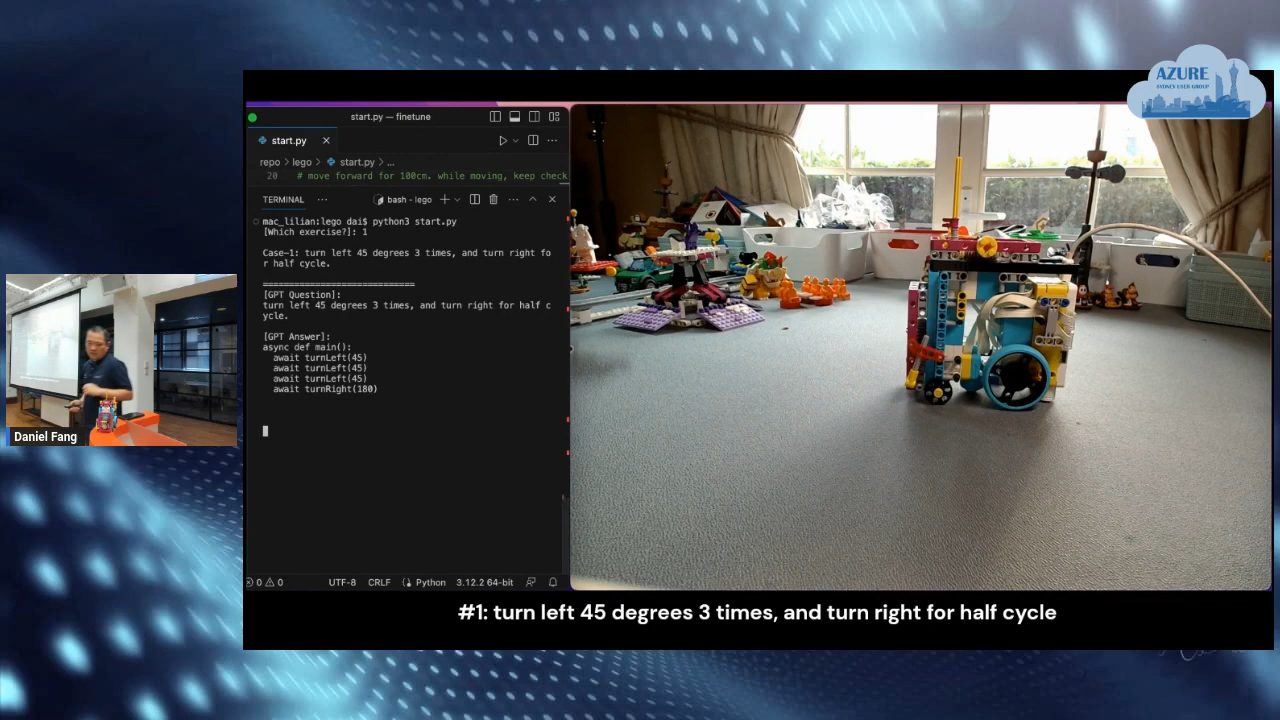 AZURE
SYDNEY USER GROUP
start.py — finetune
start.py
repo > lego > start.py > ...
20 # move forward for 100cm. while moving, keep check
TERMINAL ... bash - lego
mac_lilian:lego dai$ python3 start.py
[Which exercise?]: 1
Case-1: turn left 45 degrees 3 times, and turn right fo
r half cycle.
=============================
[GPT Question]:
turn left 45 degrees 3 times, and turn right for half c
ycle.
[GPT Answer]:
async def main():
await turnLeft(45)
await turnLeft(45)
await turnLeft(45)
await turnRight(180)
0 0 UTF-8 CRLF Python 3.12.2 64-bit
#1: turn left 45 degrees 3 times, and turn right for half cycle
Daniel Fang